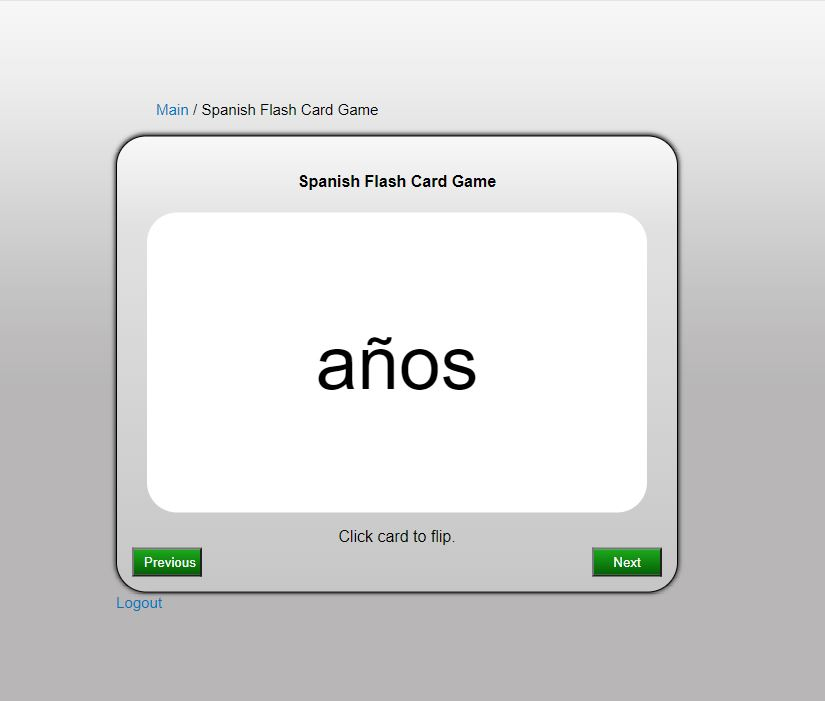 Main / Spanish Flash Card Game
Spanish Flash Card Game
años
Click card to flip.
Previous Next
Logout